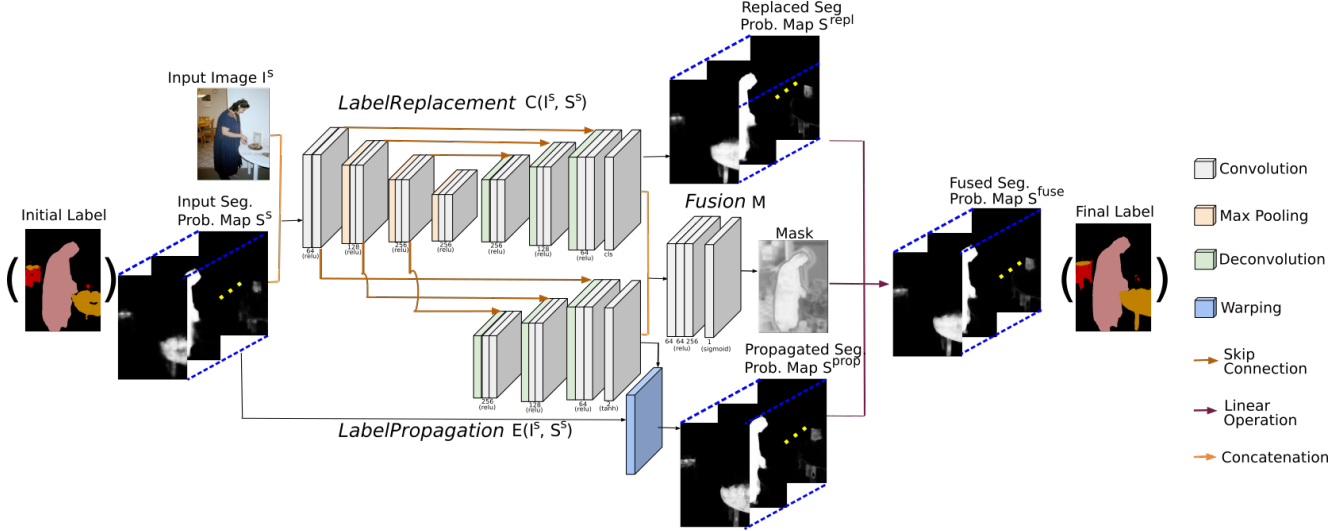 Replaced Seg
Prob. Map S^repl
Input Image I^S
LabelReplacement C(I^S, S^S)
64
(relu)
128
(relu)
256
(relu)
256
(relu)
256
(relu)
128
(relu)
64
(relu)
cls
Input Seg.
Prob. Map S^S
Initial Label
( )
Fusion M
64 64 256
(relu)
1
(sigmoid)
Mask
Fused Seg.
Prob. Map S^fuse
Final Label
( )
256
(relu)
128
(relu)
64
(relu)
2
(tanh)
LabelPropagation E(I^S, S^S)
Propagated Seg.
Prob. Map S^prop
Convolution
Max Pooling
Deconvolution
Warping
Skip
Connection
Linear
Operation
Concatenation